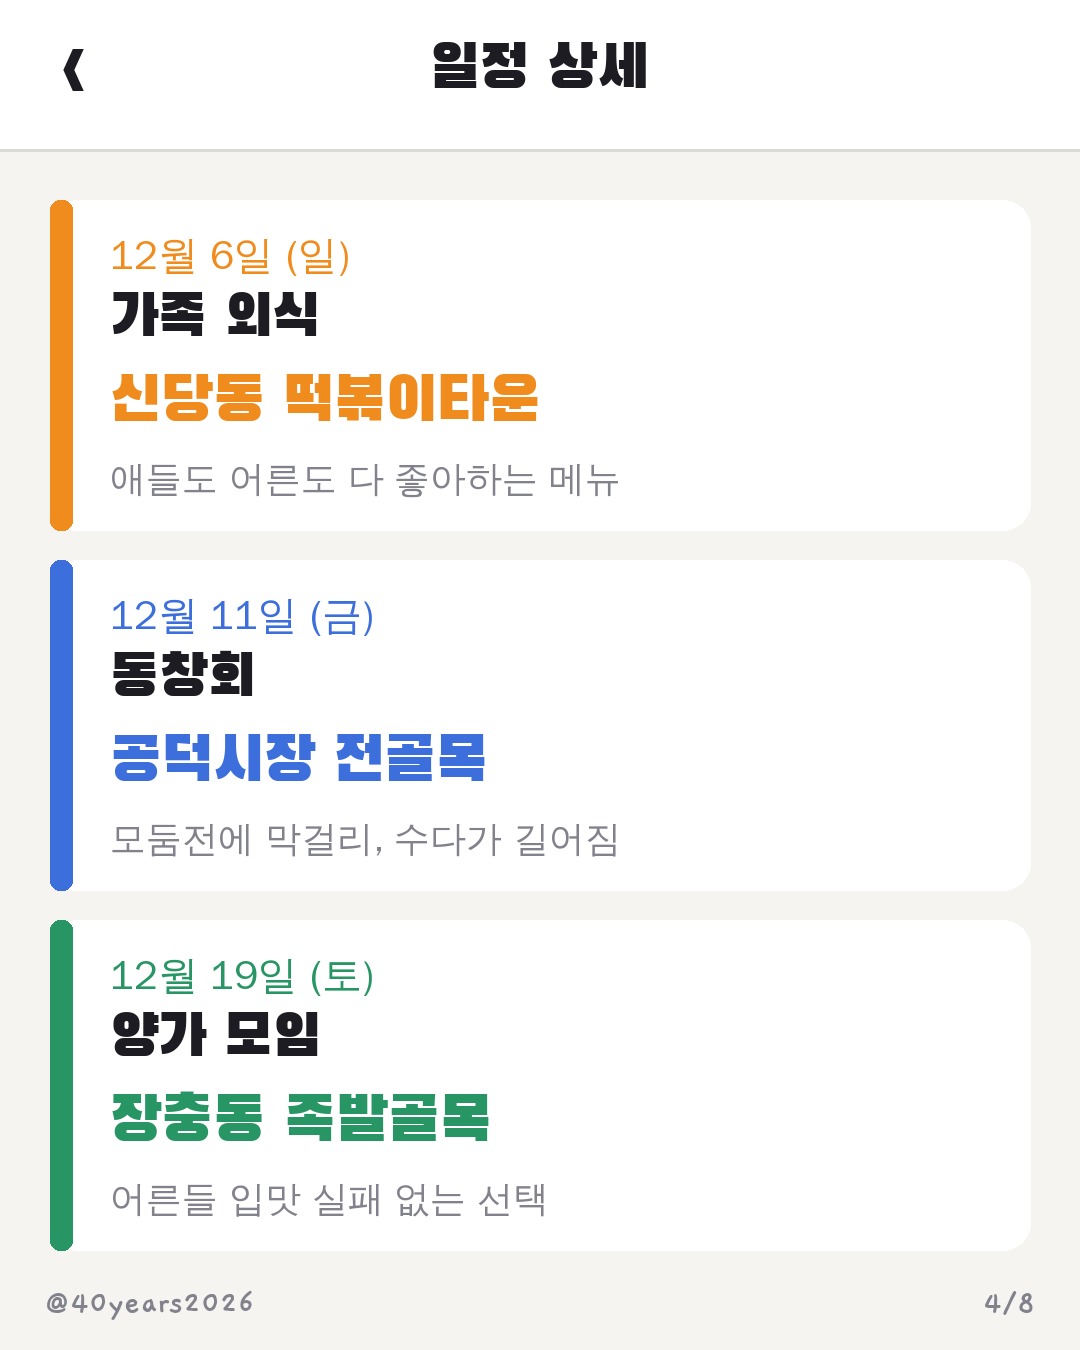 일정 상세
12월 6일 (일)
가족 외식
신당동 떡볶이타운
애들도 어른도 다 좋아하는 메뉴
12월 11일 (금)
동창회
공덕시장 전골목
모둠전에 막걸리, 수다가 길어짐
12월 19일 (토)
양가 모임
장충동 족발골목
어른들 입맛 실패 없는 선택
@40years2026
4/8